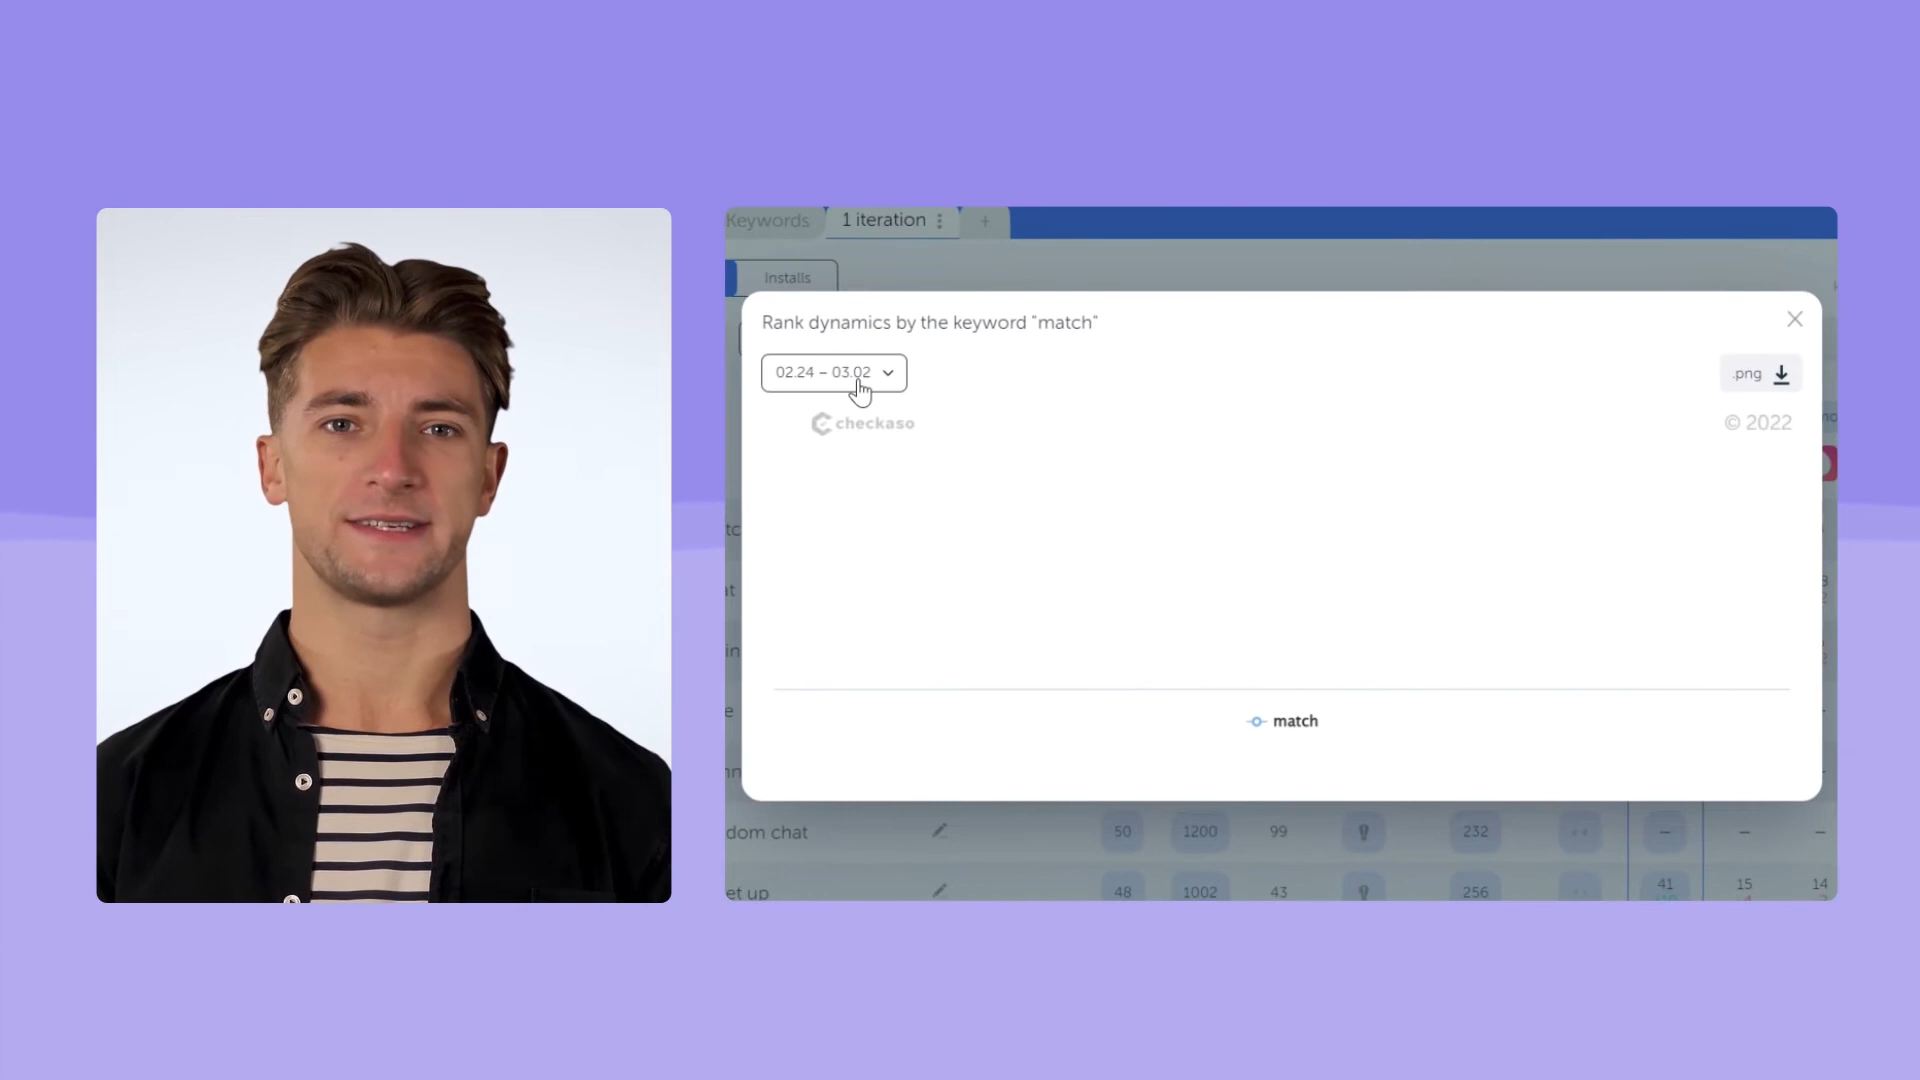 Keywords
1 iteration
+
Installs
Rank dynamics by the keyword "match"
02.24 – 03.02
.png
checkaso
© 2022
match
dom chat
50
1200
99
232
–
–
–
et up
48
1002
43
256
41
15
14